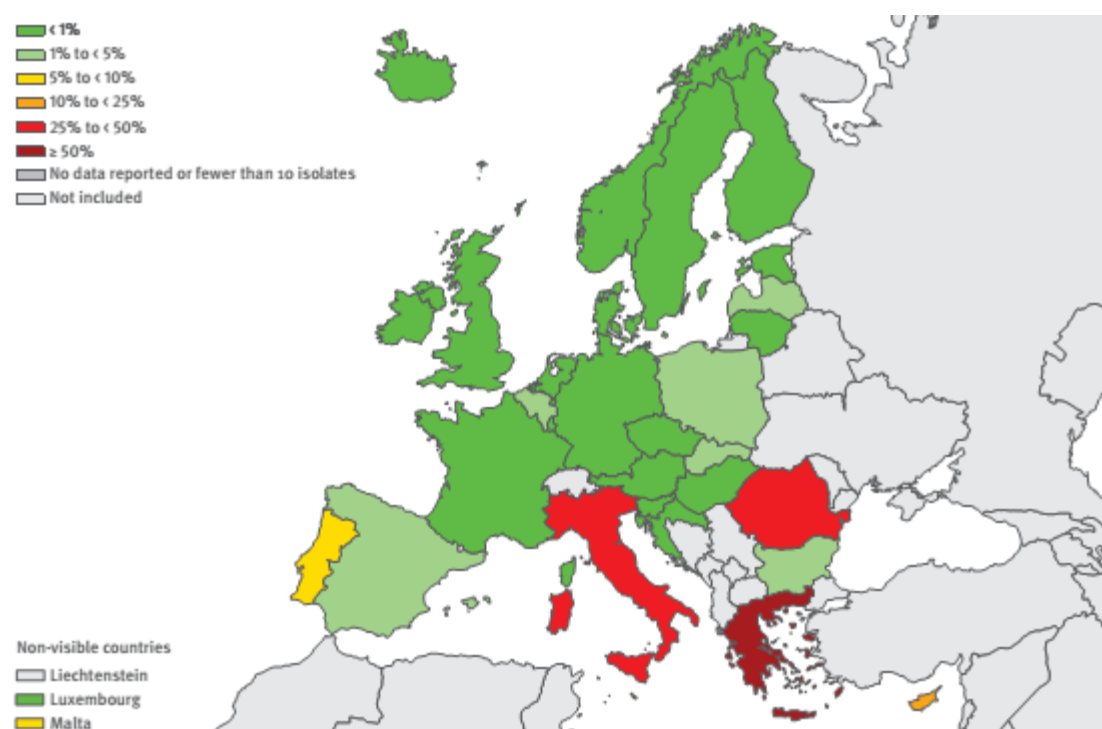 < 1%
1% to < 5%
5% to < 10%
10% to < 25%
25% to < 50%
≥ 50%
No data reported or fewer than 10 isolates
Not included
Non-visible countries
Liechtenstein
Luxembourg
Malta